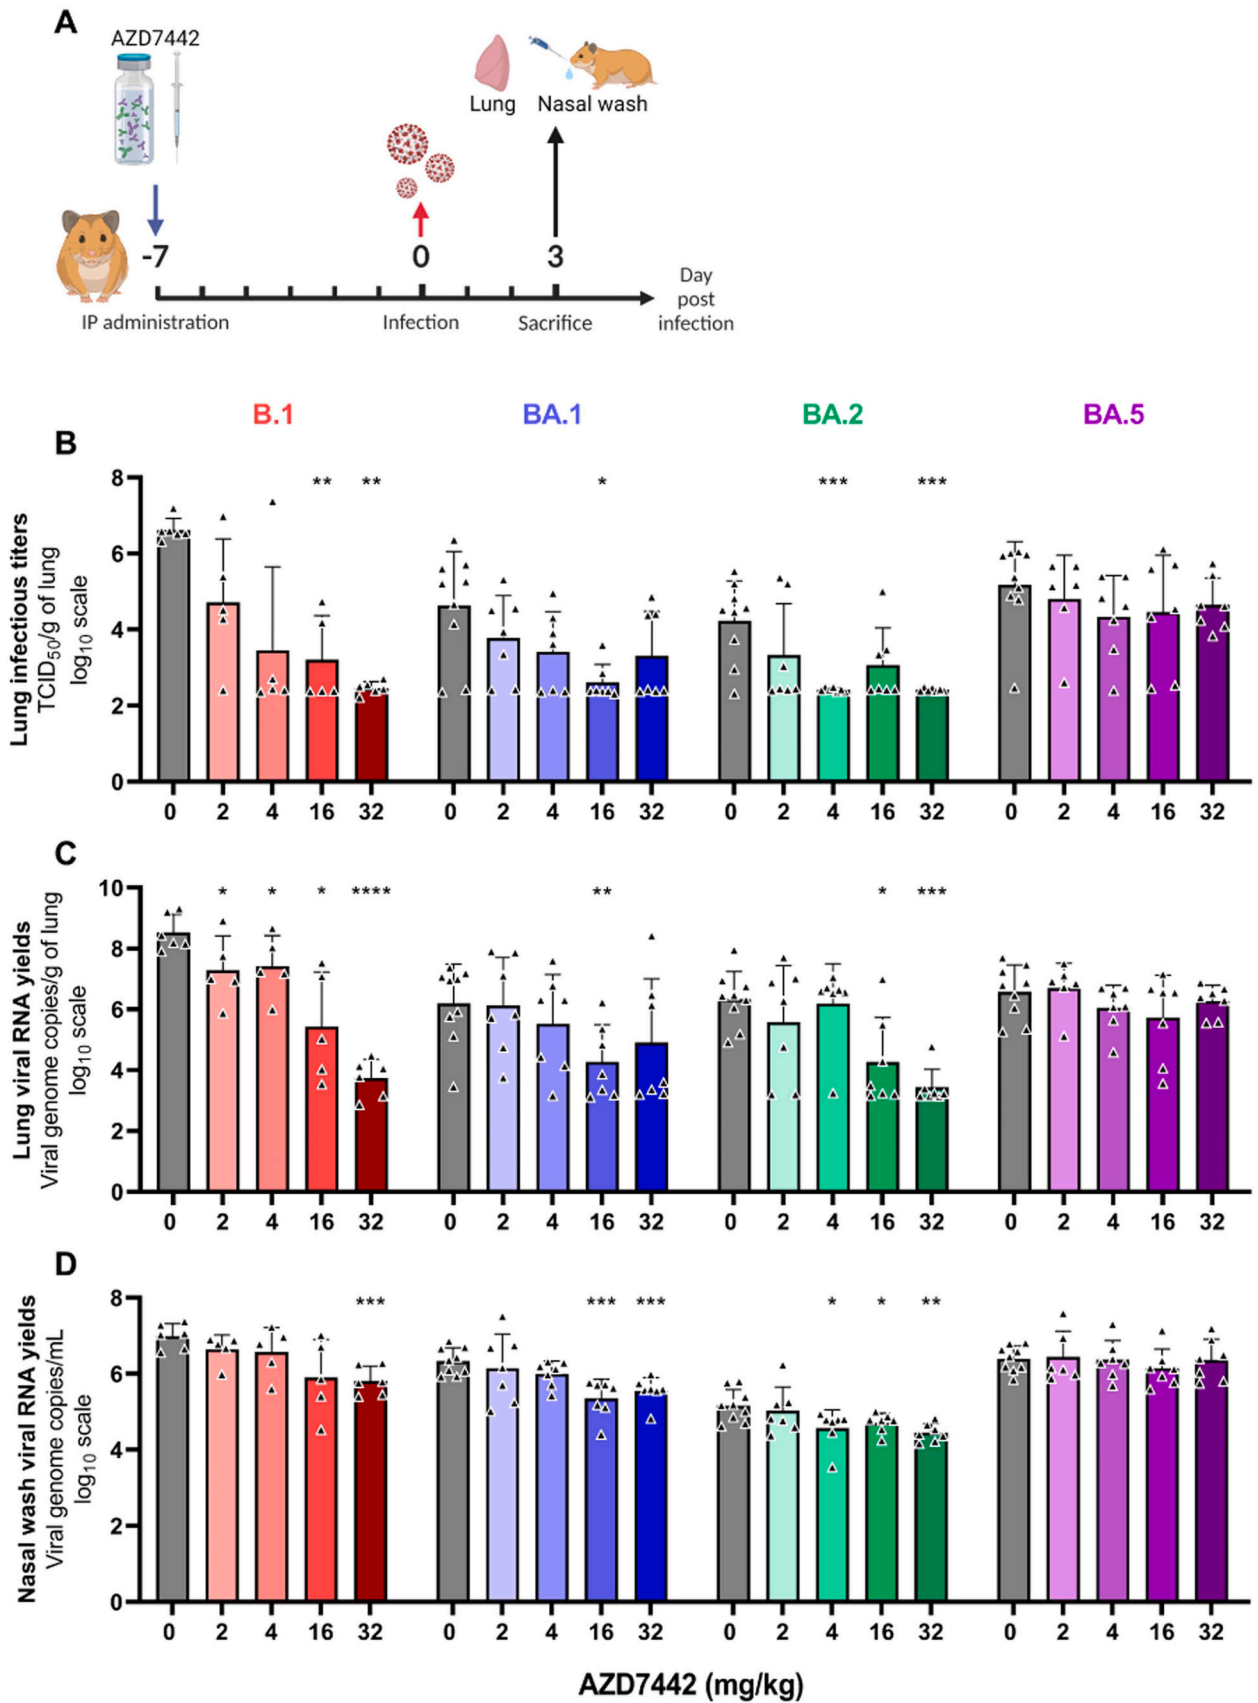 A
AZD7442
Lung
Nasal wash
-7
0
3
IP administration
Infection
Sacrifice
Day
post
infection
B.1
BA.1
BA.2
BA.5
B
Lung infectious titers
TCID50/g of lung
log10 scale
8
6
4
2
0
** ** * *** ***
0 2 4 16 32 0 2 4 16 32 0 2 4 16 32 0 2 4 16 32
C
Lung viral RNA yields
Viral genome copies/g of lung
log10 scale
10
8
6
4
2
0
* * * **** ** * ***
0 2 4 16 32 0 2 4 16 32 0 2 4 16 32 0 2 4 16 32
D
Nasal wash viral RNA yields
Viral genome copies/mL
log10 scale
8
6
4
2
0
*** *** *** * * **
0 2 4 16 32 0 2 4 16 32 0 2 4 16 32 0 2 4 16 32
AZD7442 (mg/kg)